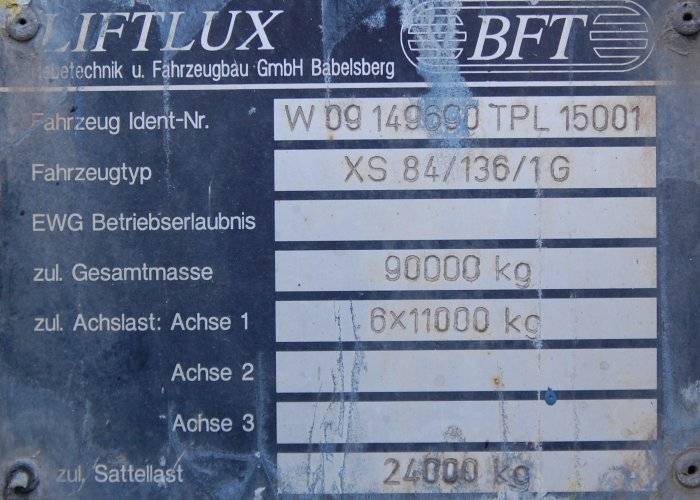 LIFTLUX BFT
Hebetechnik u. Fahrzeugbau GmbH Babelsberg
Fahrzeug Ident-Nr. W 09 149690 TPL 15001
Fahrzeugtyp XS 84/136/1 G
EWG Betriebserlaubnis
zul. Gesamtmasse 90000 kg
zul. Achslast: Achse 1 6x11000 kg
Achse 2
Achse 3
zul. Sattellast 24000 kg